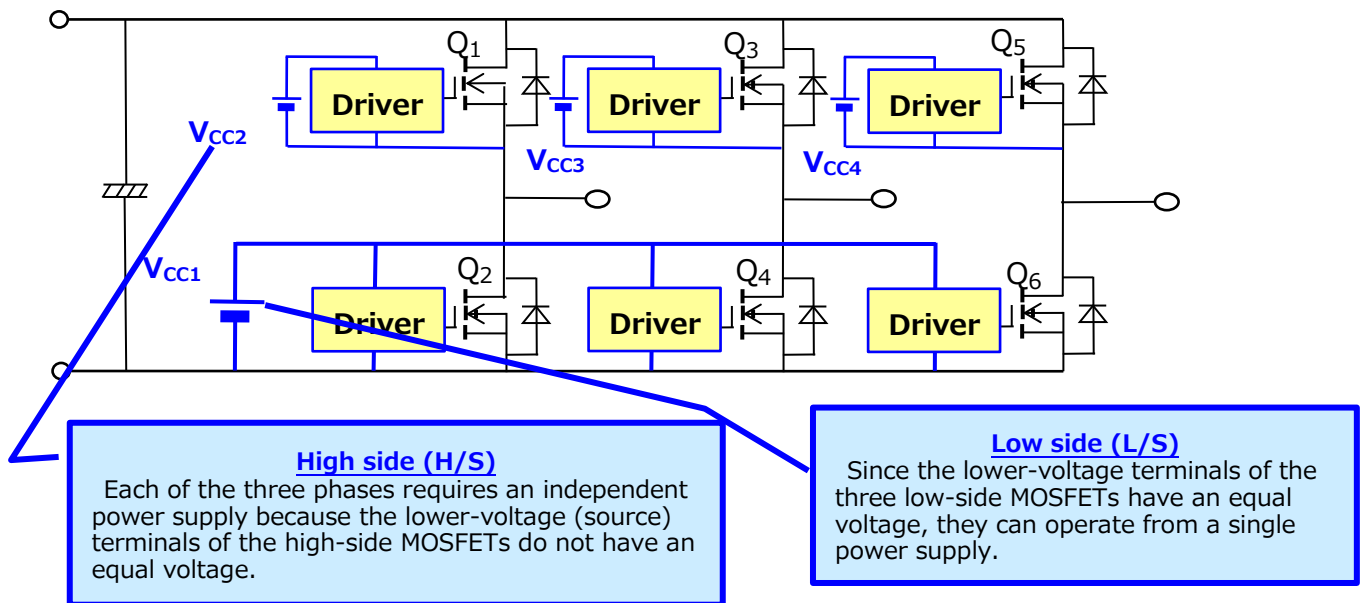 Q1
Q3
Q5
Driver
Driver
Driver
VCC2
VCC3
VCC4
VCC1
Q2
Q4
Q6
Driver
Driver
Driver
High side (H/S)
Each of the three phases requires an independent
power supply because the lower-voltage (source)
terminals of the high-side MOSFETs do not have an
equal voltage.
Low side (L/S)
Since the lower-voltage terminals of the
three low-side MOSFETs have an equal
voltage, they can operate from a single
power supply.